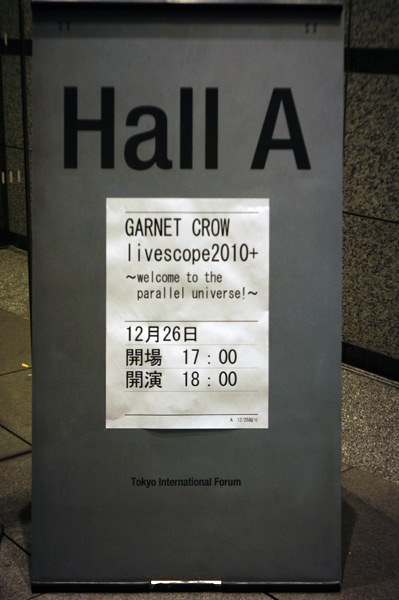 Hall A
GARNET CROW
livescope2010+
～welcome to the
parallel universe!～
12月26日
開場 17：00
開演 18：00
Tokyo International Forum